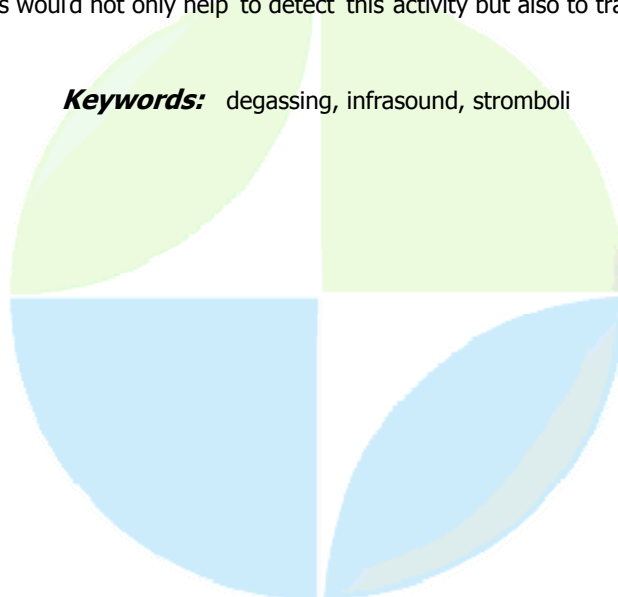 s would not only help to detect this activity but also to tra
Keywords: degassing, infrasound, stromboli